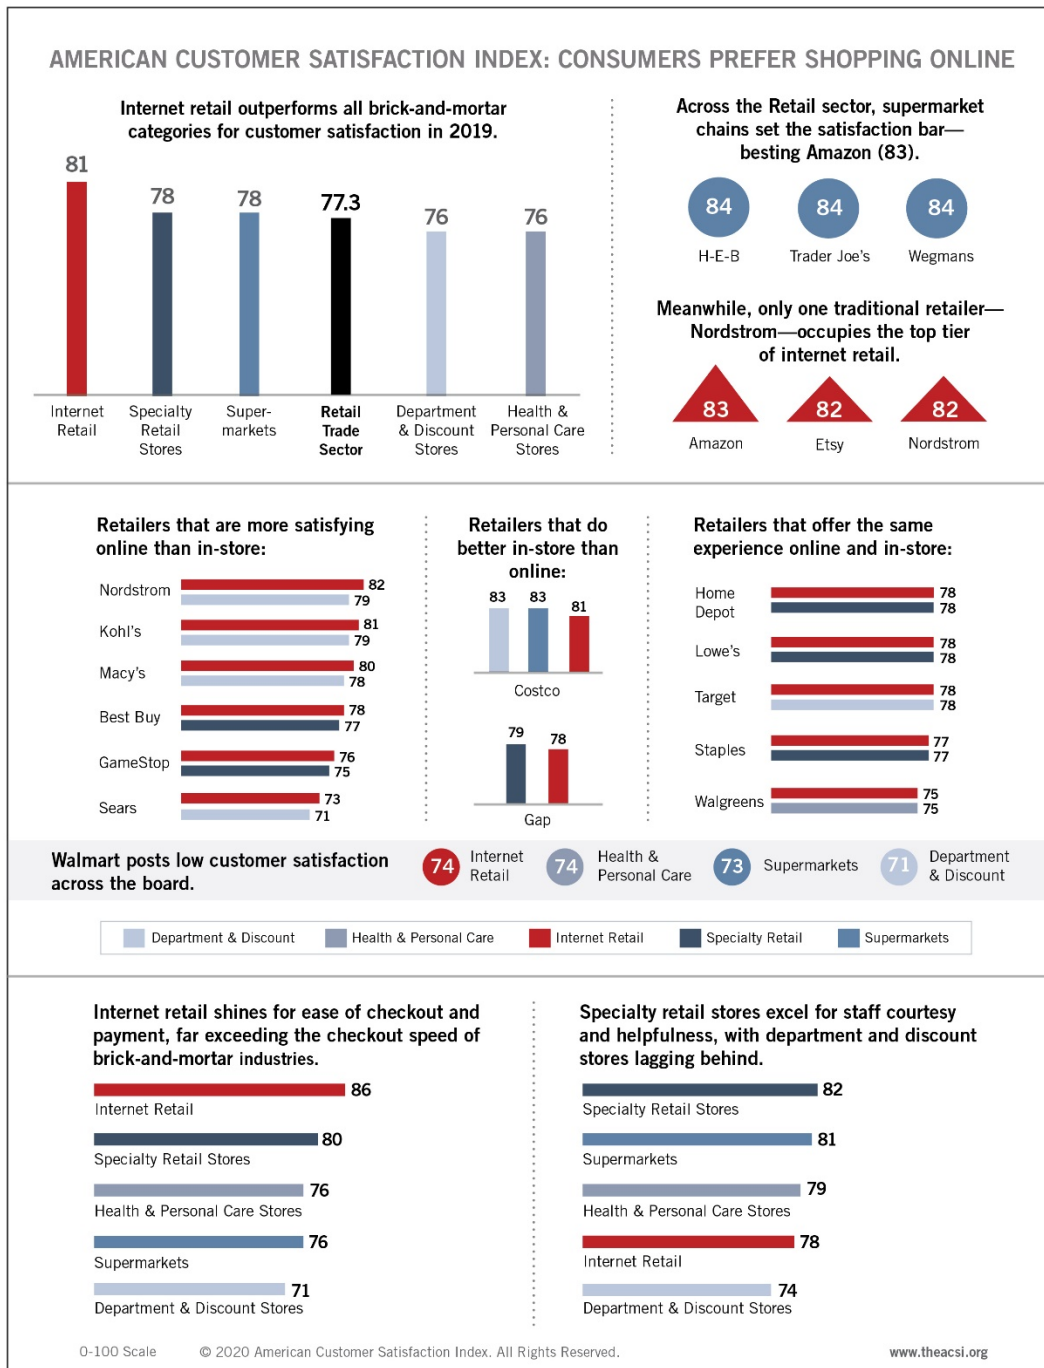 AMERICAN CUSTOMER SATISFACTION INDEX: CONSUMERS PREFER SHOPPING ONLINE
Internet retail outperforms all brick-and-mortar
categories for customer satisfaction in 2019.
81
78
78
77.3
76
76
Internet
Retail
Specialty
Retail
Stores
Super-
markets
Retail
Trade
Sector
Department
& Discount
Stores
Health &
Personal Care
Stores
Across the Retail sector, supermarket
chains set the satisfaction bar—
besting Amazon (83).
84
84
84
H-E-B
Trader Joe's
Wegmans
Meanwhile, only one traditional retailer—
Nordstrom—occupies the top tier
of internet retail.
83
82
82
Amazon
Etsy
Nordstrom
Retailers that are more satisfying
online than in-store:
Nordstrom
82
79
Kohl's
81
79
Macy's
80
78
Best Buy
78
77
GameStop
76
75
Sears
73
71
Retailers that do
better in-store than
online:
83
83
81
Costco
79
78
Gap
Retailers that offer the same
experience online and in-store:
Home
Depot
78
78
Lowe's
78
78
Target
78
78
Staples
77
77
Walgreens
75
75
Walmart posts low customer satisfaction
across the board.
74
Internet
Retail
74
Health &
Personal Care
73
Supermarkets
71
Department
& Discount
Department & Discount
Health & Personal Care
Internet Retail
Specialty Retail
Supermarkets
Internet retail shines for ease of checkout and
payment, far exceeding the checkout speed of
brick-and-mortar industries.
86
Internet Retail
80
Specialty Retail Stores
76
Health & Personal Care Stores
76
Supermarkets
71
Department & Discount Stores
Specialty retail stores excel for staff courtesy
and helpfulness, with department and discount
stores lagging behind.
82
Specialty Retail Stores
81
Supermarkets
79
Health & Personal Care Stores
78
Internet Retail
74
Department & Discount Stores
0-100 Scale
© 2020 American Customer Satisfaction Index. All Rights Reserved.
www.theacsi.org